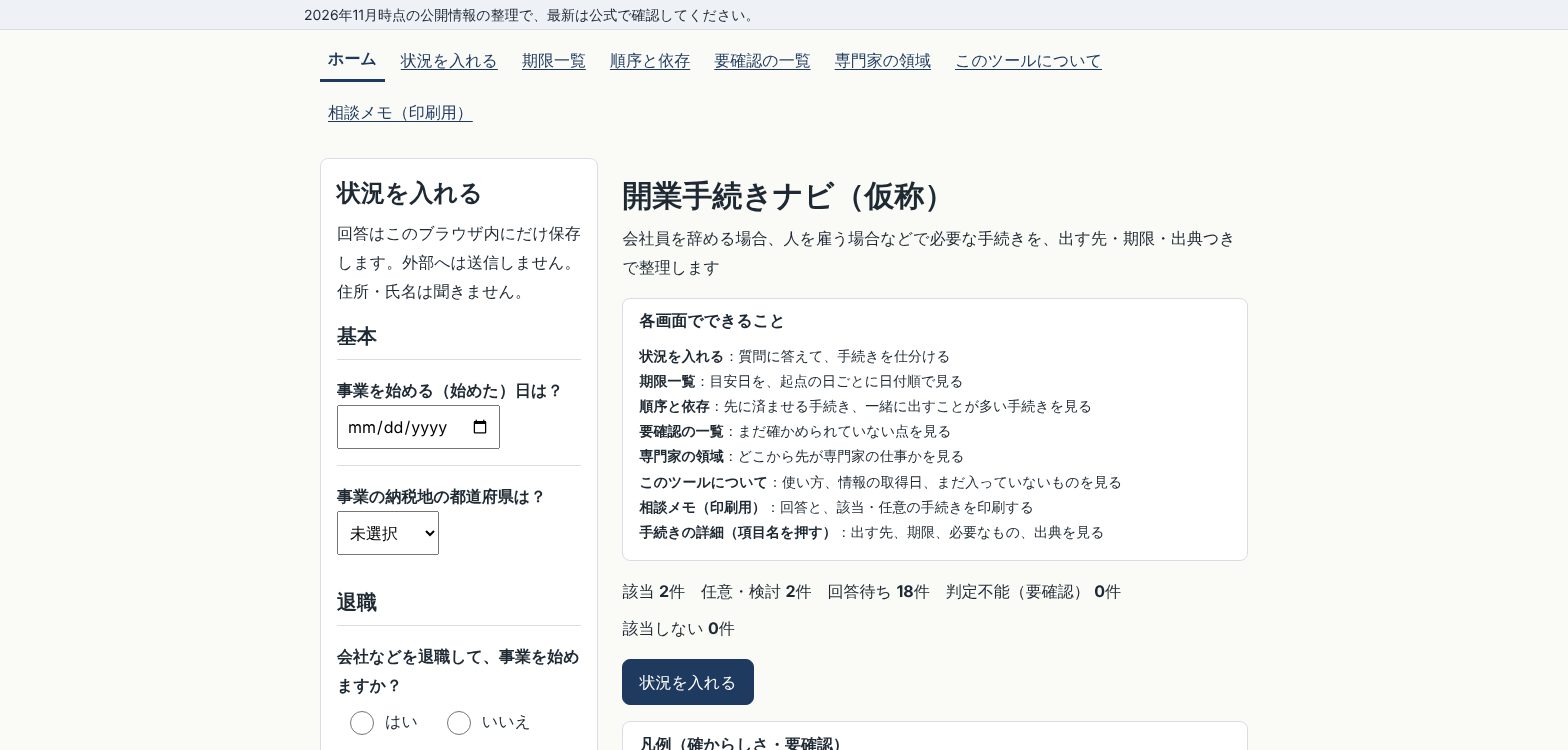 2026年11月時点の公開情報の整理で、最新は公式で確認してください。
ホーム 状況を入れる 期限一覧 順序と依存 要確認の一覧 専門家の領域 このツールについて
相談メモ（印刷用）
状況を入れる
回答はこのブラウザ内にだけ保存
します。外部へは送信しません。
住所・氏名は聞きません。
基本
事業を始める（始めた）日は？
mm/dd/yyyy
事業の納税地の都道府県は？
未選択
退職
会社などを退職して、事業を始め
ますか？
はい いいえ
開業手続きナビ（仮称）
会社員を辞める場合、人を雇う場合などで必要な手続きを、出す先・期限・出典つき
で整理します
各画面でできること
状況を入れる：質問に答えて、手続きを仕分ける
期限一覧：目安日を、起点の日ごとに日付順で見る
順序と依存：先に済ませる手続き、一緒に出すことが多い手続きを見る
要確認の一覧：まだ確かめられていない点を見る
専門家の領域：どこから先が専門家の仕事かを見る
このツールについて：使い方、情報の取得日、まだ入っていないものを見る
相談メモ（印刷用）：回答と、該当・任意の手続きを印刷する
手続きの詳細（項目名を押す）：出す先、期限、必要なもの、出典を見る
該当 2件 任意・検討 2件 回答待ち 18件 判定不能（要確認） 0件
該当しない 0件
状況を入れる
凡例（確からしさ・要確認）